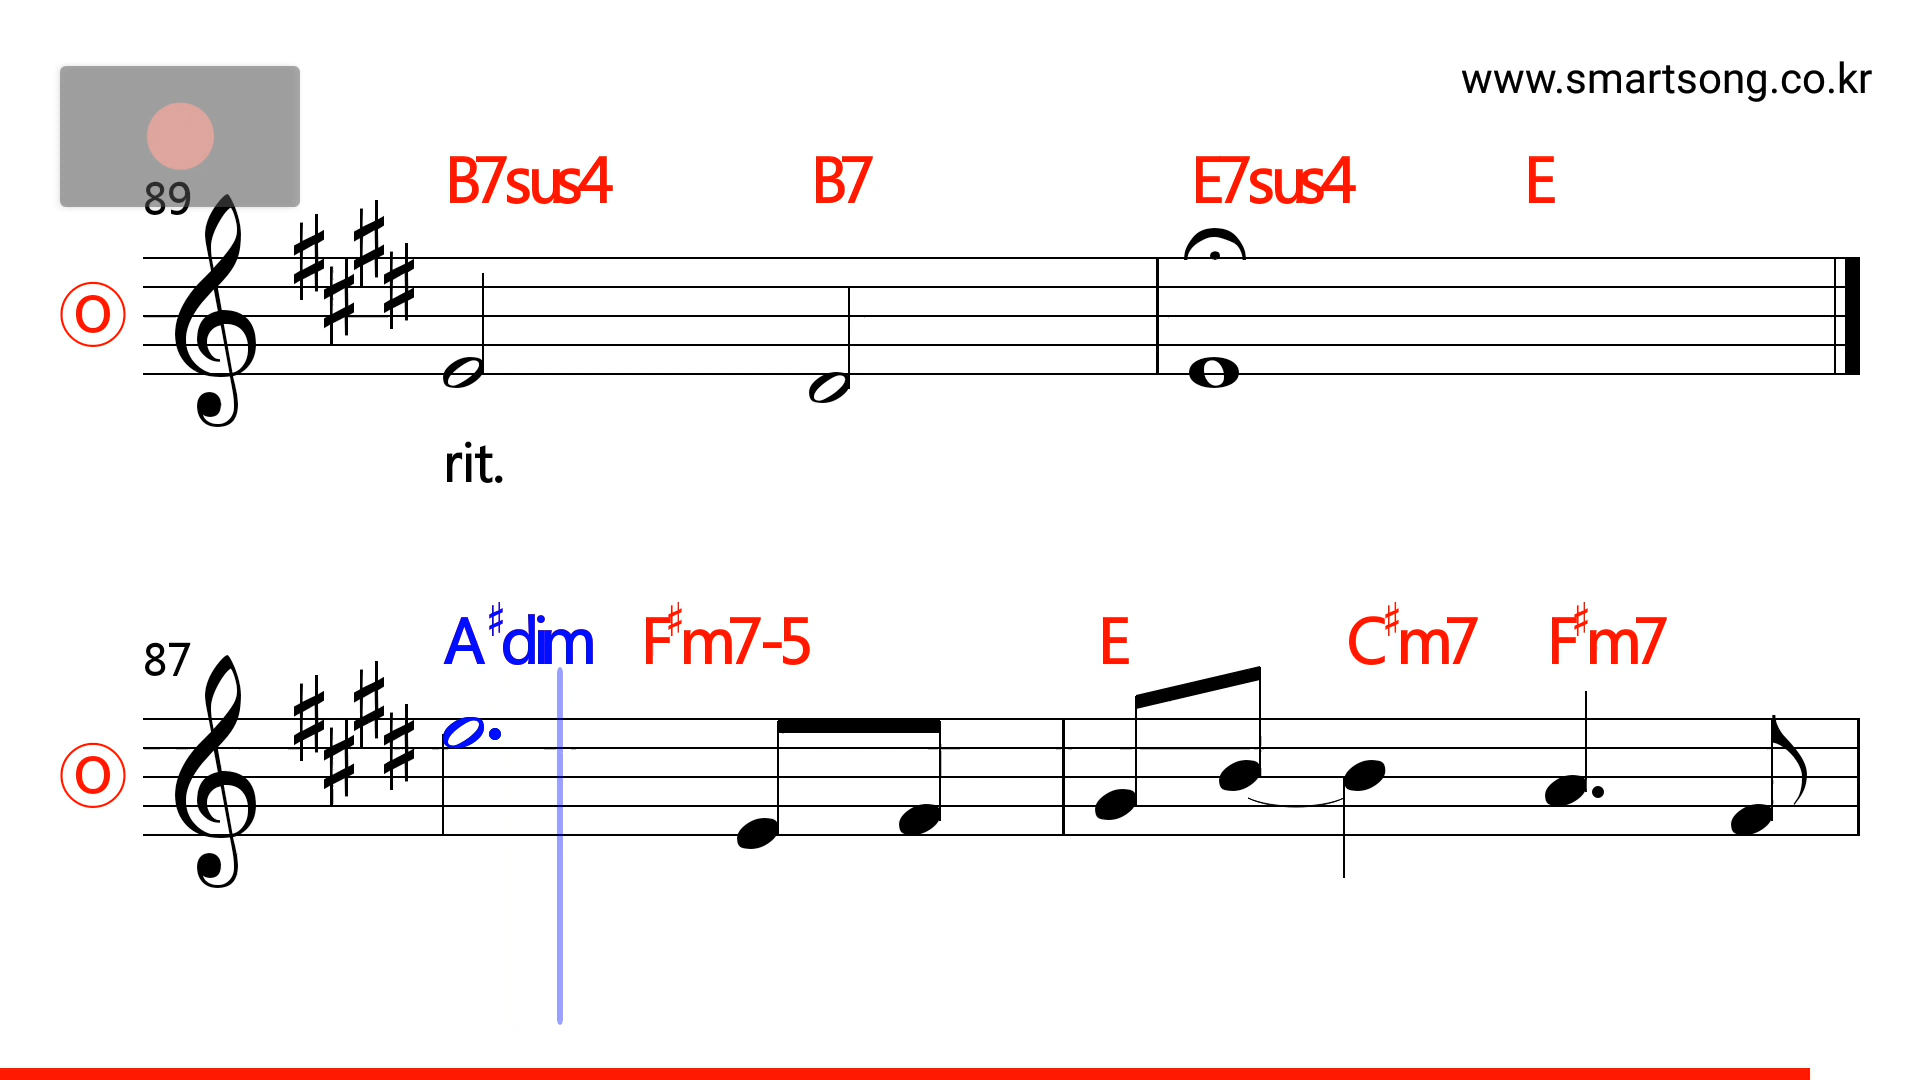 www.smartsong.co.kr
89
B7sus4 B7 E7sus4 E
O
rit.
87
A♯dim F♯m7-5 E C♯m7 F♯m7
O